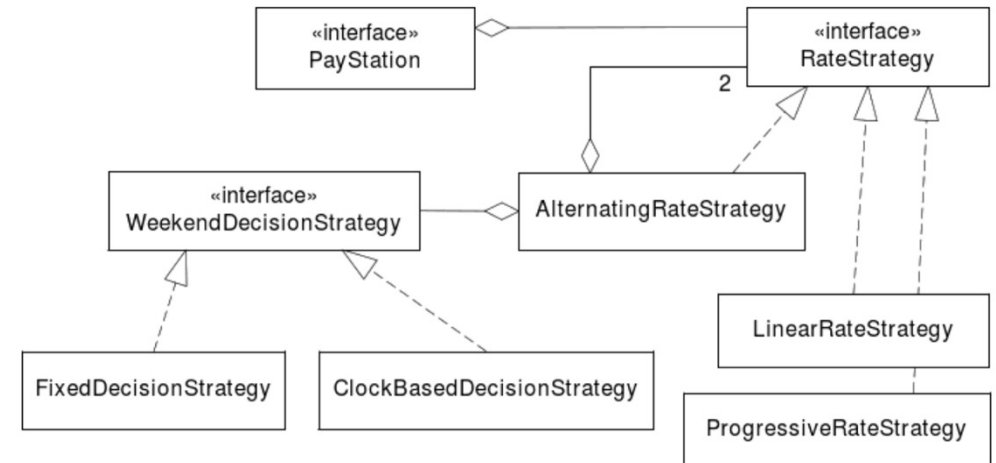 «interface»
PayStation
«interface»
RateStrategy
2
«interface»
WeekendDecisionStrategy
AlternatingRateStrategy
LinearRateStrategy
FixedDecisionStrategy
ClockBasedDecisionStrategy
ProgressiveRateStrategy